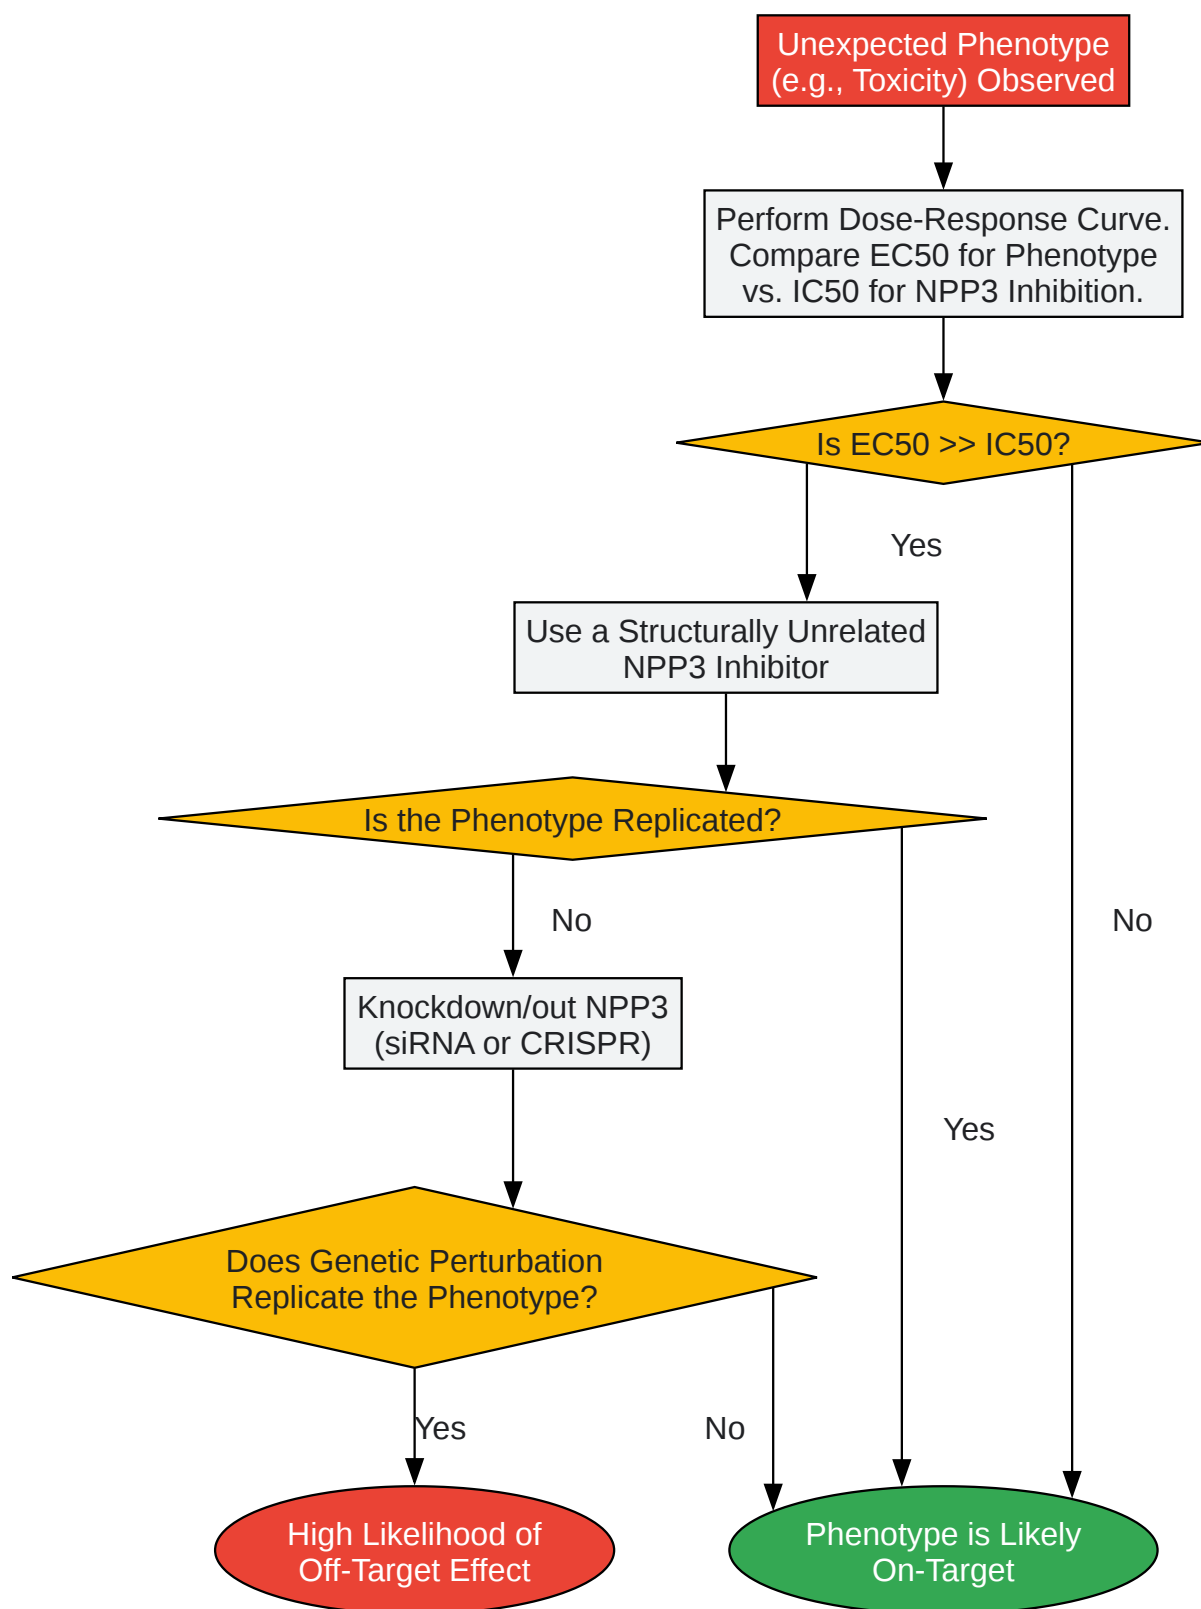 Unexpected Phenotype
(e.g., Toxicity) Observed
Perform Dose-Response Curve.
Compare EC50 for Phenotype
vs. IC50 for NPP3 Inhibition.
Is EC50 >> IC50?
Yes
Use a Structurally Unrelated
NPP3 Inhibitor
Is the Phenotype Replicated?
No
No
Knockdown/out NPP3
(siRNA or CRISPR)
Yes
Does Genetic Perturbation
Replicate the Phenotype?
Yes
No
High Likelihood of
Off-Target Effect
Phenotype is Likely
On-Target